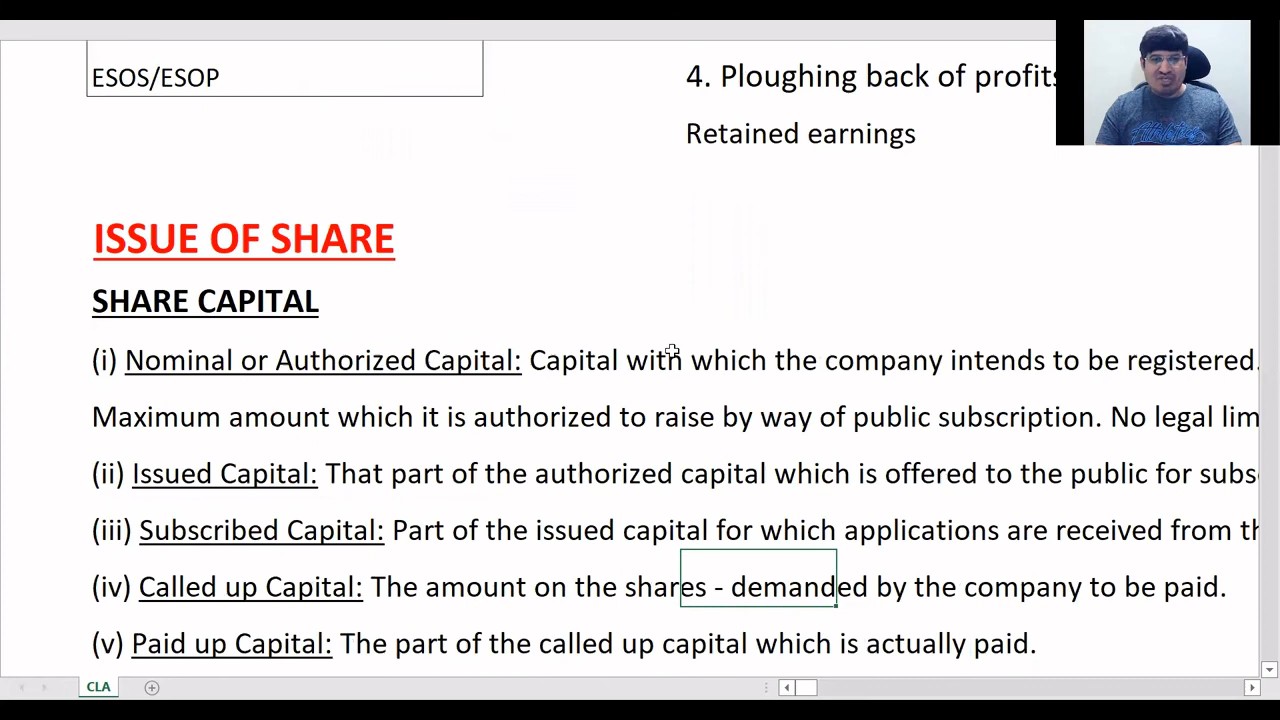 ESOS/ESOP
4. Ploughing back of profits
Retained earnings
ISSUE OF SHARE
SHARE CAPITAL
(i) Nominal or Authorized Capital: Capital with which the company intends to be registered.
Maximum amount which it is authorized to raise by way of public subscription. No legal lim
(ii) Issued Capital: That part of the authorized capital which is offered to the public for subs
(iii) Subscribed Capital: Part of the issued capital for which applications are received from th
(iv) Called up Capital: The amount on the shares - demanded by the company to be paid.
(v) Paid up Capital: The part of the called up capital which is actually paid.
CLA